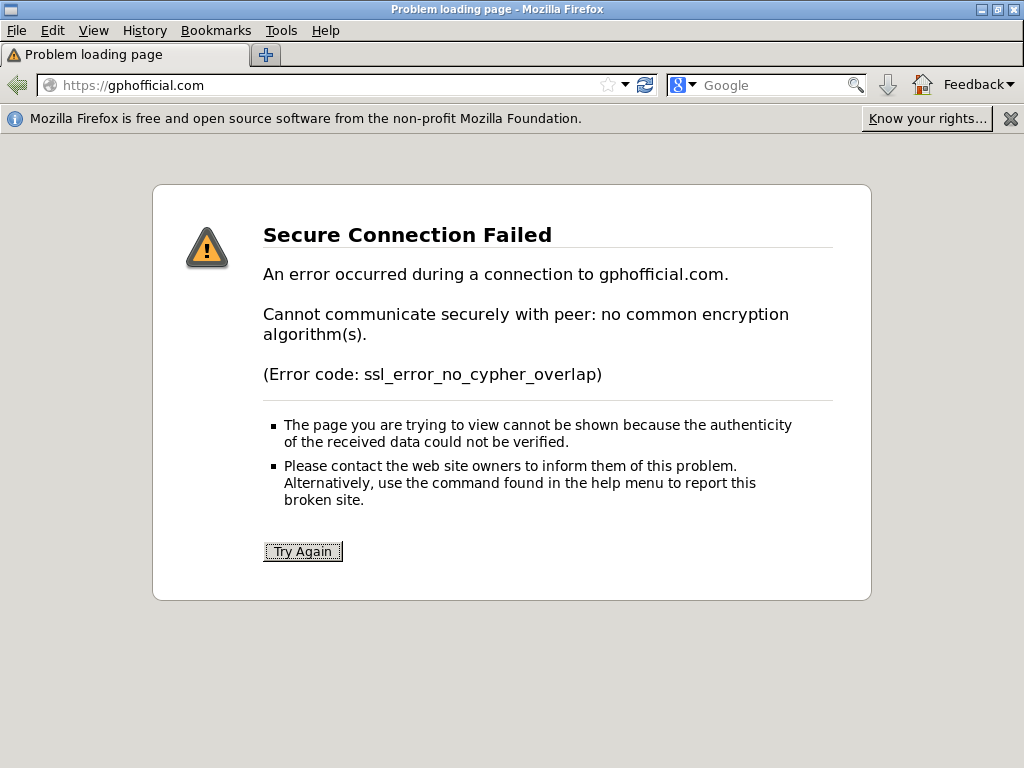 Problem loading page - Mozilla Firefox
File Edit View History Bookmarks Tools Help
Problem loading page
https://gphofficial.com
Google
Feedback
Mozilla Firefox is free and open source software from the non-profit Mozilla Foundation.
Know your rights...
Secure Connection Failed
An error occurred during a connection to gphofficial.com.
Cannot communicate securely with peer: no common encryption
algorithm(s).
(Error code: ssl_error_no_cypher_overlap)
The page you are trying to view cannot be shown because the authenticity
of the received data could not be verified.
Please contact the web site owners to inform them of this problem.
Alternatively, use the command found in the help menu to report this
broken site.
Try Again